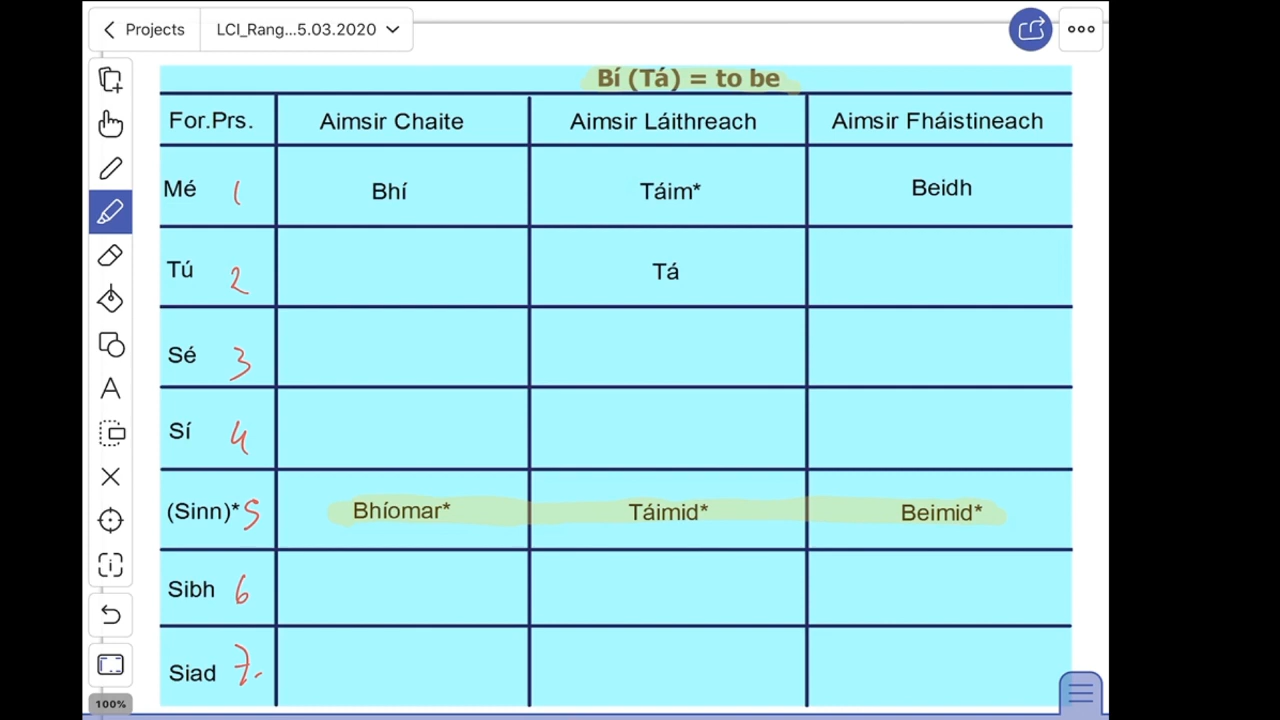 Projects
LCI_Rang...5.03.2020
Bí (Tá) = to be
For.Prs. Aimsir Chaite Aimsir Láithreach Aimsir Fháistineach
Mé 1 Bhí Táim* Beidh
Tú 2 Tá
Sé 3
Sí 4
(Sinn)* 5 Bhíomar* Táimid* Beimid*
Sibh 6
Siad 7.
100%